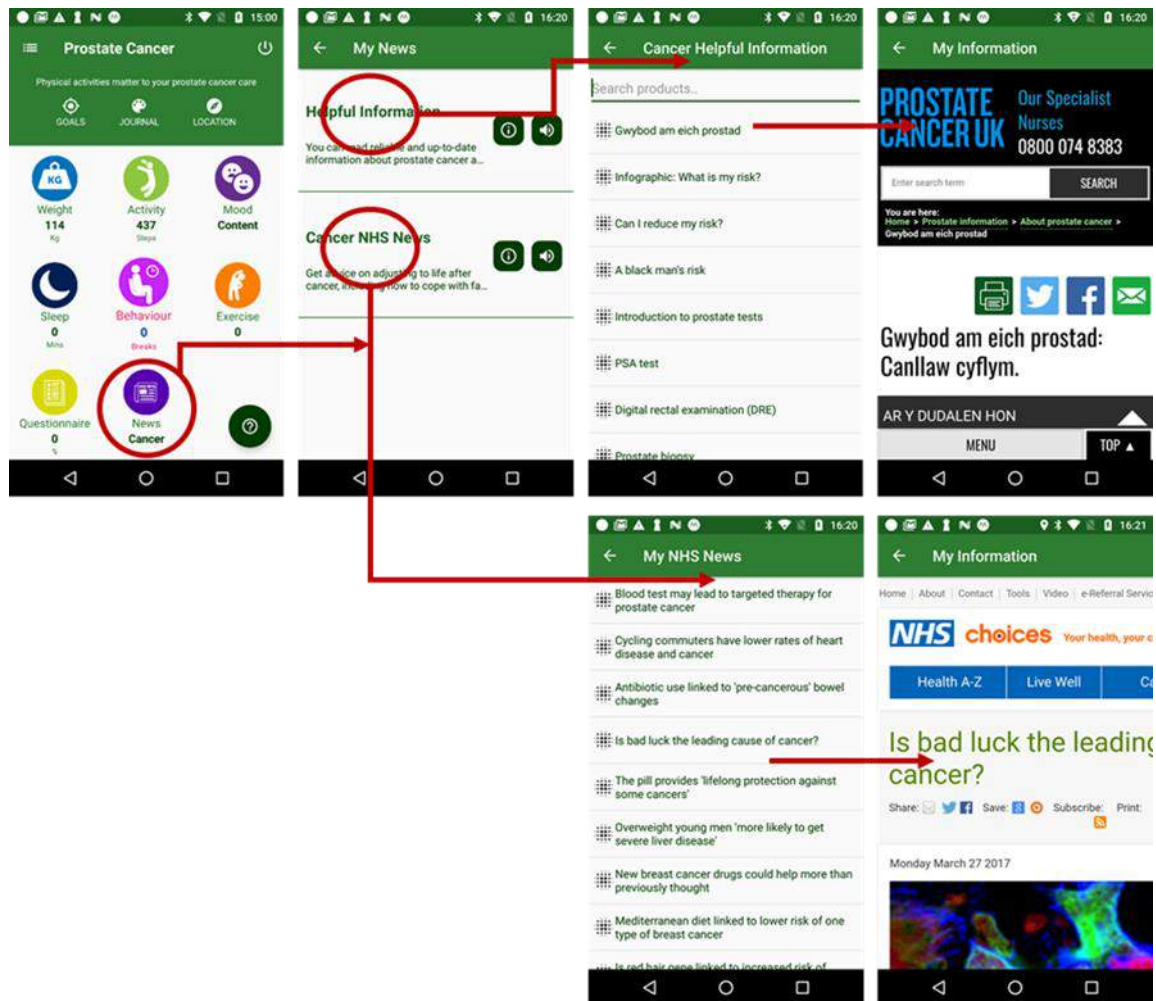 15:00
Prostate Cancer
Physical activities matter to your prostate cancer care
GOALS JOURNAL LOCATION
KG
Weight Activity Mood
114 437 Content
Kg Steps
Sleep Behaviour Exercise
0 0 0
Mins Breaks
Questionnaire News
0 Cancer
%
16:20
My News
Helpful Information
You can read reliable and up-to-date
information about prostate cancer a...
Cancer NHS News
Get advice on adjusting to life after
cancer, including how to cope with fa...
16:20
Cancer Helpful Information
Search products..
Gwybod am eich prostad
Infographic: What is my risk?
Can I reduce my risk?
A black man's risk
Introduction to prostate tests
PSA test
Digital rectal examination (DRE)
Prostate biopsy
16:20
My Information
PROSTATE
CANCER UK
Our Specialist
Nurses
0800 074 8383
Enter search term SEARCH
You are here:
Home > Prostate information > About prostate cancer >
Gwybod am eich prostad
Gwybod am eich prostad:
Canllaw cyflym.
AR Y DUDALEN HON
MENU TOP ▲
16:20
My NHS News
Blood test may lead to targeted therapy for
prostate cancer
Cycling commuters have lower rates of heart
disease and cancer
Antibiotic use linked to 'pre-cancerous' bowel
changes
Is bad luck the leading cause of cancer?
The pill provides 'lifelong protection against
some cancers'
Overweight young men 'more likely to get
severe liver disease'
New breast cancer drugs could help more than
previously thought
Mediterranean diet linked to lower risk of one
type of breast cancer
Is red hair gene linked to increased risk of
16:21
My Information
Home | About | Contact | Tools | Video | e-Referral Servic
NHS choices Your health, your c
Health A-Z Live Well Ca
Is bad luck the leading
cancer?
Share: Save: Subscribe: Print:
Monday March 27 2017